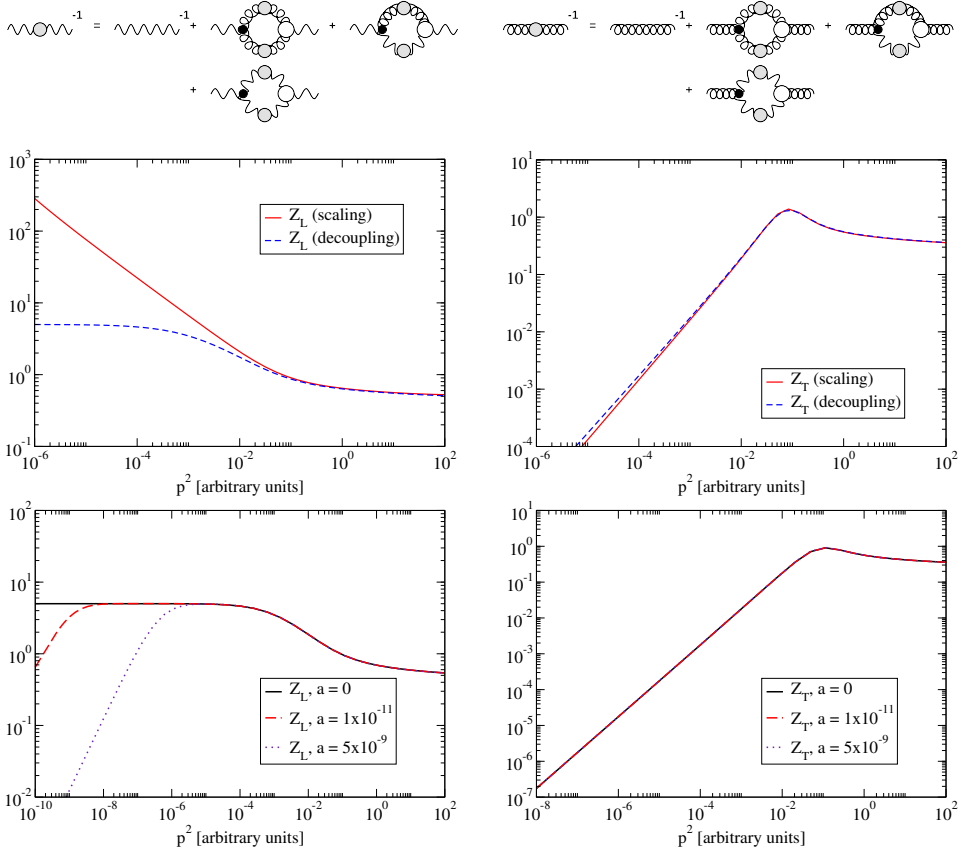 -1 = -1 + +
+
-1 = -1 + +
+
10^3
10^2
10^1
10^0
10^-1
Z_L (scaling)
Z_L (decoupling)
10^-6 10^-4 10^-2 10^0 10^2
p^2 [arbitrary units]
10^1
10^0
10^-1
10^-2
10^-3
10^-4
Z_T (scaling)
Z_T (decoupling)
10^-6 10^-4 10^-2 10^0 10^2
p^2 [arbitrary units]
10^2
10^1
10^0
10^-1
10^-2
Z_L, a = 0
Z_L, a = 1x10^-11
Z_L, a = 5x10^-9
10^-10 10^-8 10^-6 10^-4 10^-2 10^0 10^2
p^2 [arbitrary units]
10^1
10^0
10^-1
10^-2
10^-3
10^-4
10^-5
10^-6
10^-7
Z_T, a = 0
Z_T, a = 1x10^-11
Z_T, a = 5x10^-9
10^-8 10^-6 10^-4 10^-2 10^0 10^2
p^2 [arbitrary units]